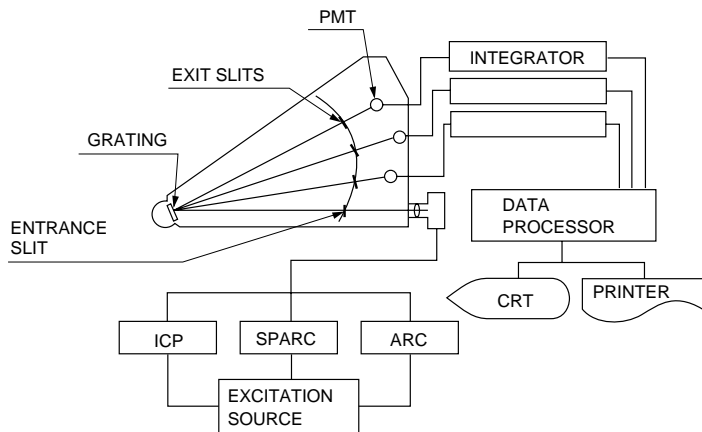 PMT
INTEGRATOR
EXIT SLITS
GRATING
ENTRANCE
SLIT
DATA
PROCESSOR
CRT
PRINTER
ICP
SPARC
ARC
EXCITATION
SOURCE